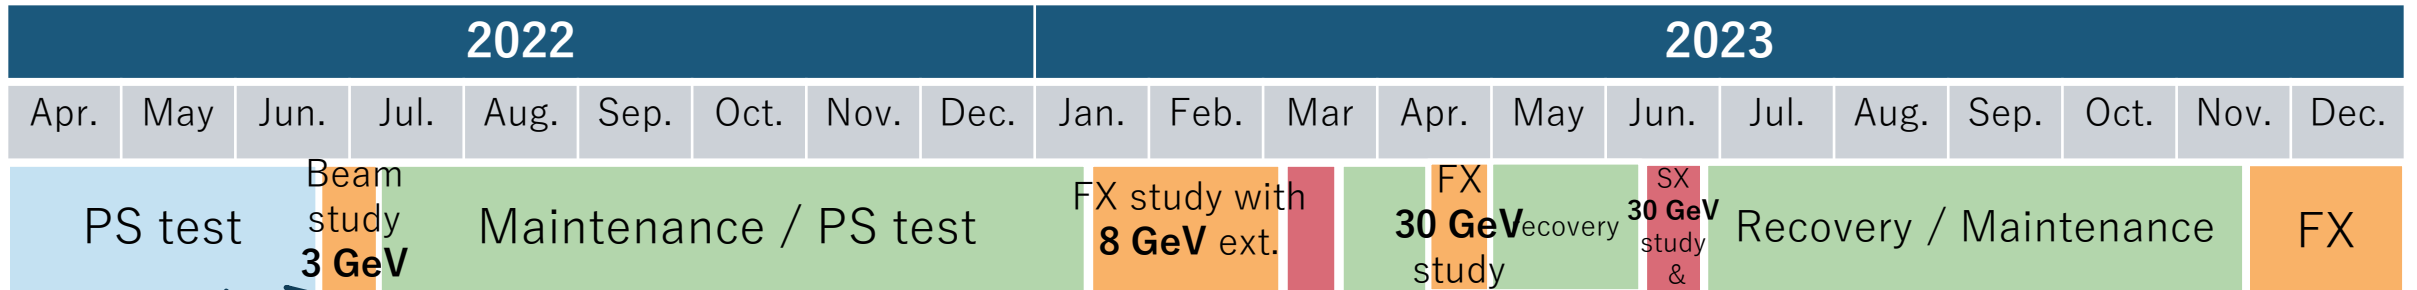 2022 2023
Apr. May Jun. Jul. Aug. Sep. Oct. Nov. Dec. Jan. Feb. Mar Apr. May Jun. Jul. Aug. Sep. Oct. Nov. Dec.
PS test
Beam
study
3 GeV
Maintenance / PS test
FX study with
8 GeV ext.
FX
30 GeV
study
ecovery
SX
30 GeV
study
&
Recovery / Maintenance
FX